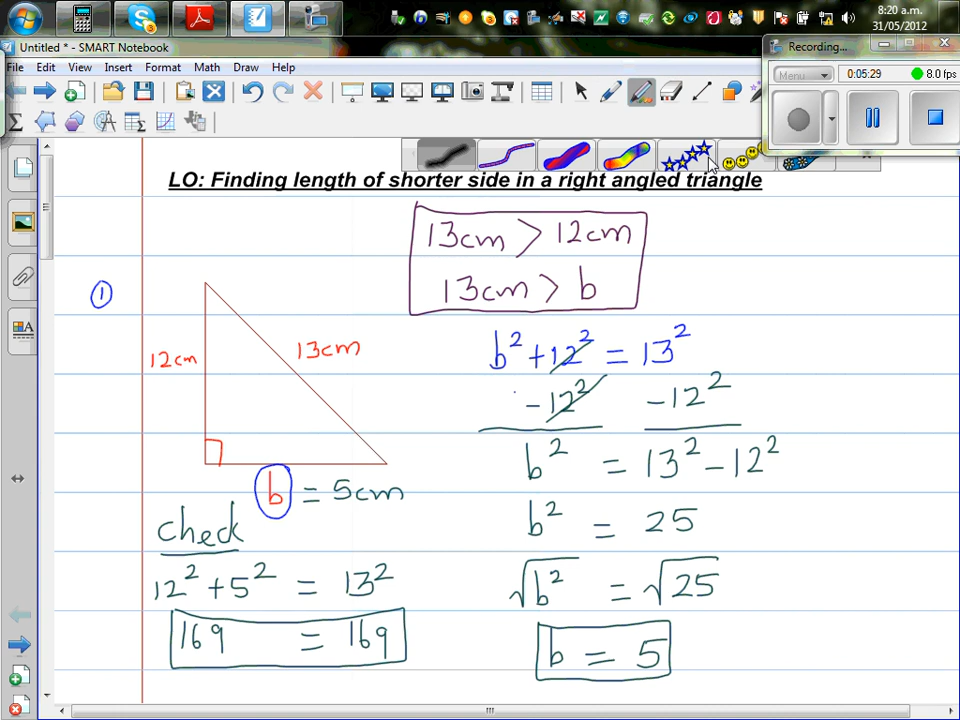 8:20 a.m.
31/05/2012
Untitled * - SMART Notebook
Recording...
File Edit View Insert Format Math Draw Help
Menu
0:05:29
8.0 fps
LO: Finding length of shorter side in a right angled triangle
13cm > 12cm
13cm > b
1
12cm
13cm
b² + 12² = 13²
- 12² - 12²
b² = 13² - 12²
b = 5cm
b² = 25
√b² = √25
b = 5
check
12² + 5² = 13²
169 = 169